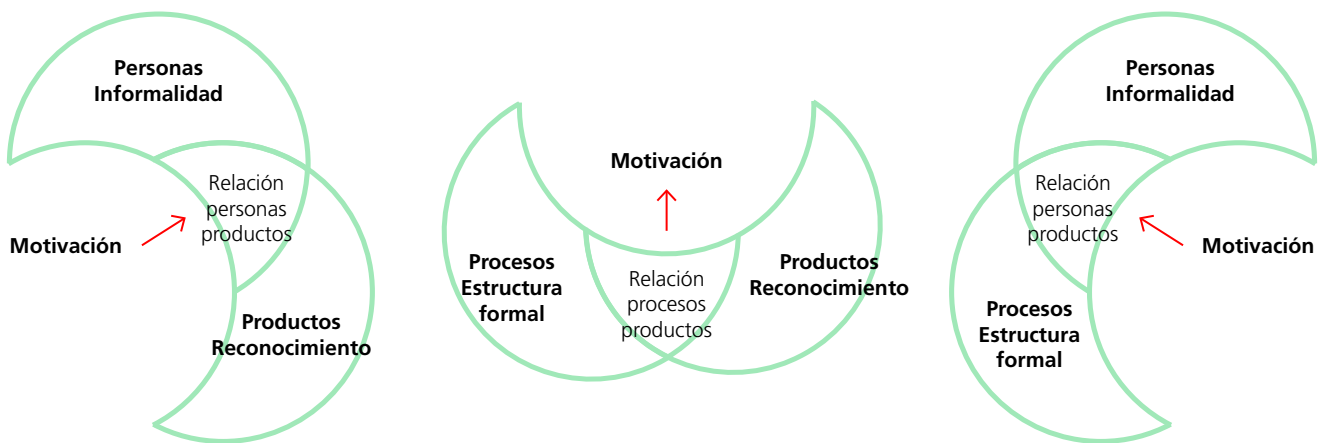 Personas
Informalidad
Relación
personas
productos
Motivación
Productos
Reconocimiento
Motivación
Procesos
Estructura
formal
Relación
procesos
productos
Productos
Reconocimiento
Personas
Informalidad
Relación
personas
productos
Motivación
Procesos
Estructura
formal